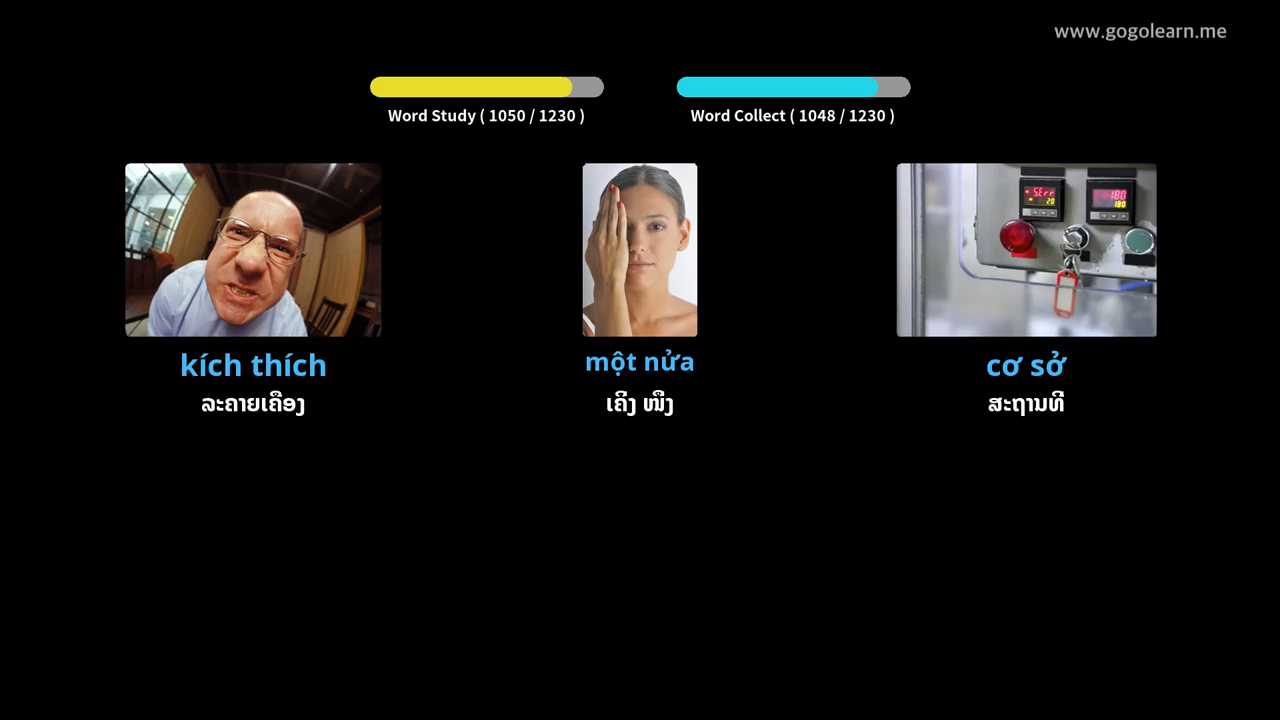 www.gogolearn.me
Word Study ( 1050 / 1230 )
Word Collect ( 1048 / 1230 )
kích thích
một nửa
cơ sở
ລະຄາຍເຄືອງ
ເຄິ່ງ ໜຶ່ງ
ສະຖານທີ່